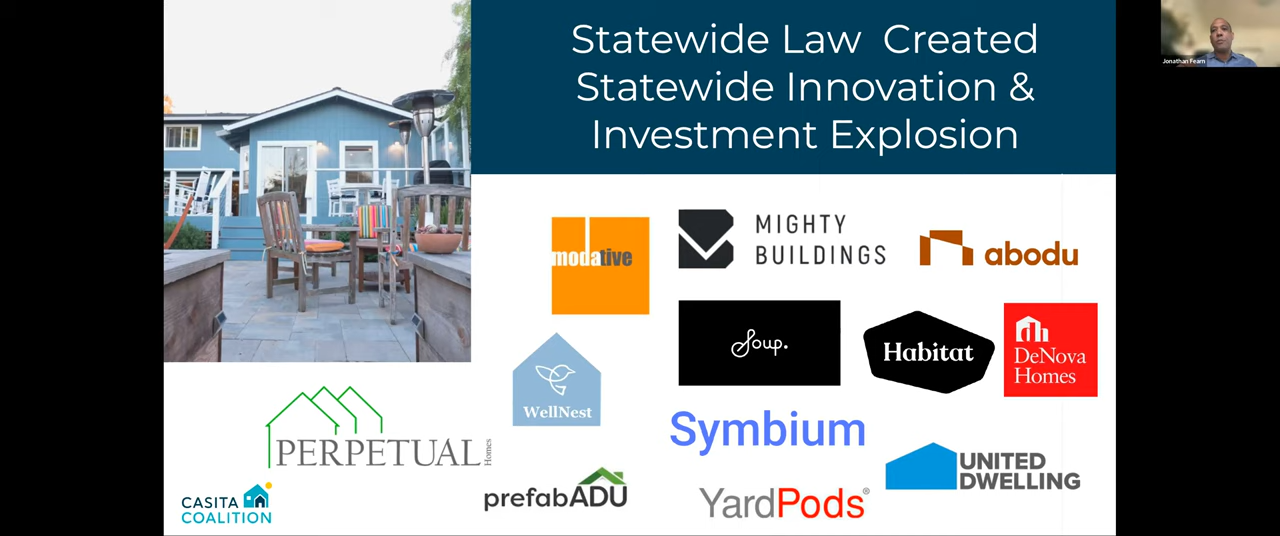 Statewide Law Created
Statewide Innovation &
Investment Explosion
Jonathan Fearn
modative
MIGHTY
BUILDINGS
abodu
Soup.
Habitat
DeNova
Homes
WellNest
PERPETUAL
Homes
Symbium
UNITED
DWELLING
prefabADU
YardPods®
CASITA
COALITION